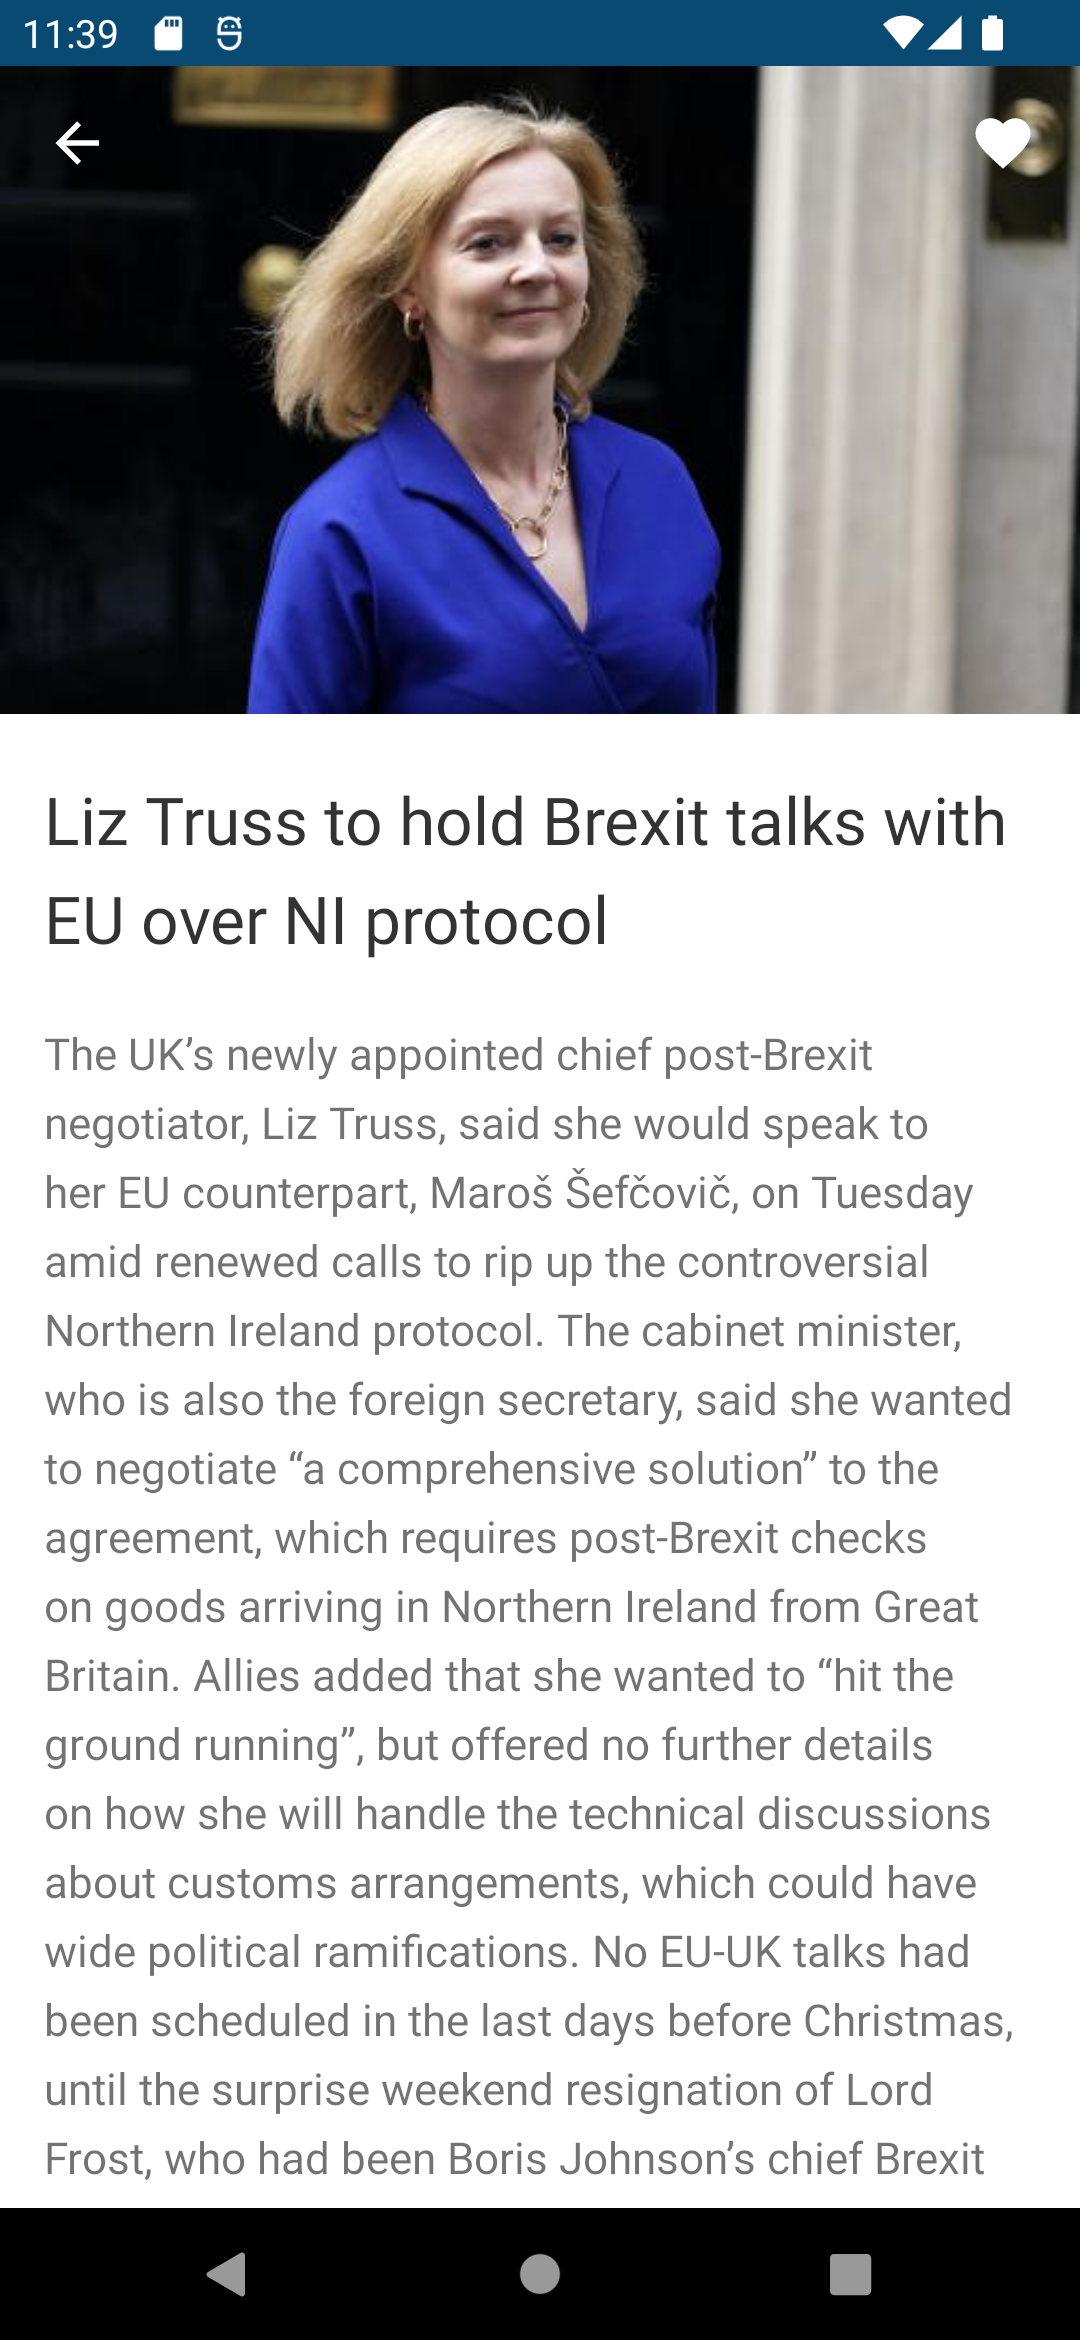 11:39
Liz Truss to hold Brexit talks with
EU over NI protocol
The UK’s newly appointed chief post-Brexit
negotiator, Liz Truss, said she would speak to
her EU counterpart, Maroš Šefčovič, on Tuesday
amid renewed calls to rip up the controversial
Northern Ireland protocol. The cabinet minister,
who is also the foreign secretary, said she wanted
to negotiate “a comprehensive solution” to the
agreement, which requires post-Brexit checks
on goods arriving in Northern Ireland from Great
Britain. Allies added that she wanted to “hit the
ground running”, but offered no further details
on how she will handle the technical discussions
about customs arrangements, which could have
wide political ramifications. No EU-UK talks had
been scheduled in the last days before Christmas,
until the surprise weekend resignation of Lord
Frost, who had been Boris Johnson’s chief Brexit